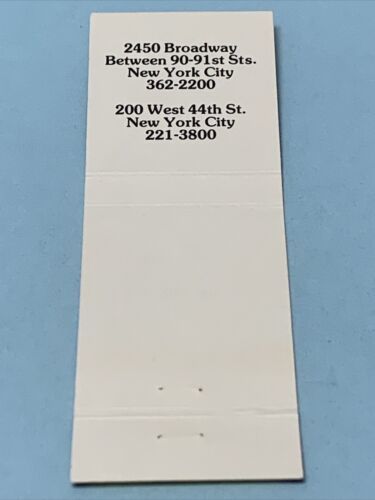 2450 Broadway
Between 90-91st Sts.
New York City
362-2200
200 West 44th St.
New York City
221-3800